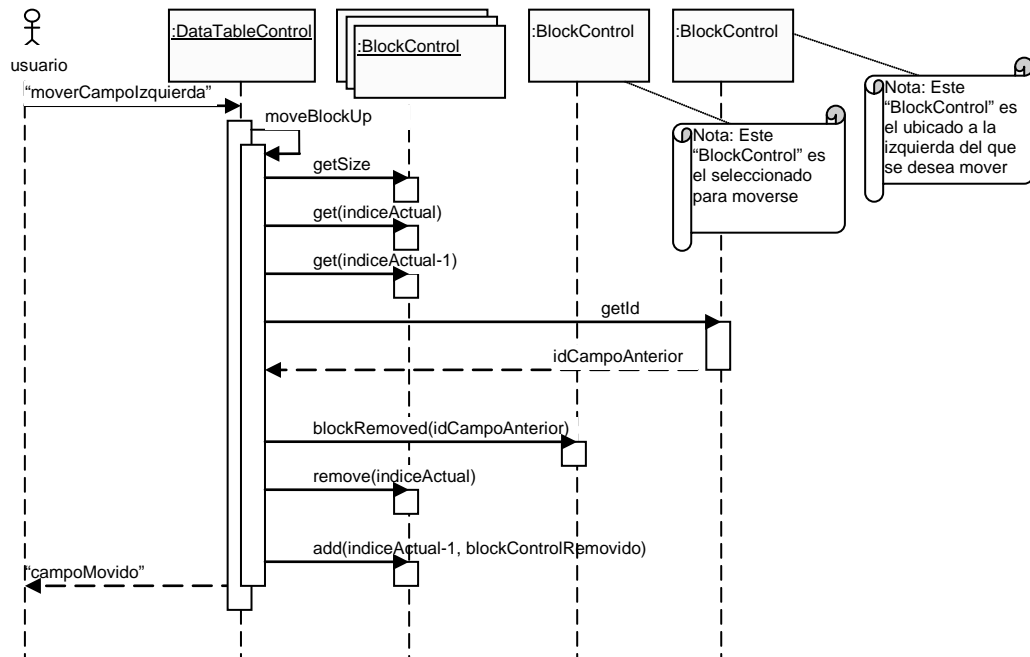 :DataTableControl
:BlockControl
:BlockControl
:BlockControl
usuario
“moverCampoIzquierda”
moveBlockUp
Nota: Este
“BlockControl” es
el seleccionado
para moverse
Nota: Este
“BlockControl” es
el ubicado a la
izquierda del que
se desea mover
getSize
get(indiceActual)
get(indiceActual-1)
getId
idCampoAnterior
blockRemoved(idCampoAnterior)
remove(indiceActual)
add(indiceActual-1, blockControlRemovido)
“campoMovido”